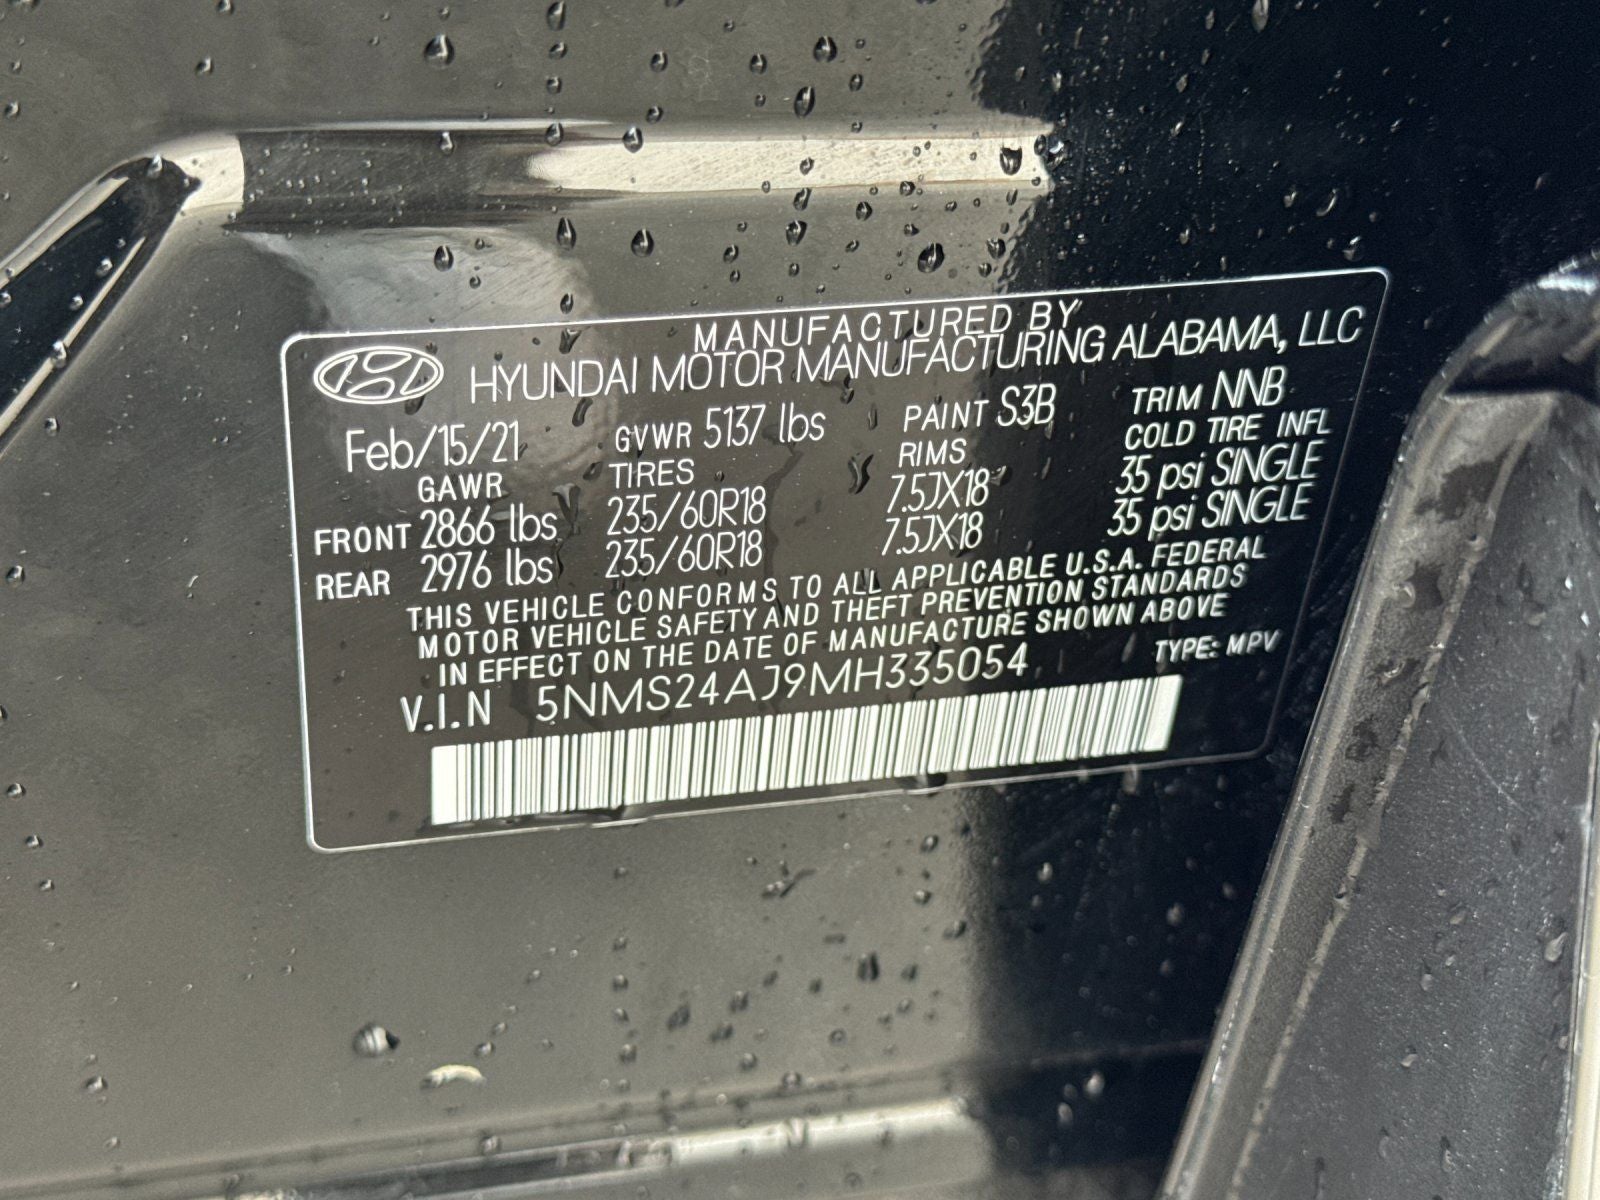 MANUFACTURED BY
HYUNDAI MOTOR MANUFACTURING ALABAMA, LLC
Feb/15/21 GVWR 5137 lbs PAINT S3B TRIM NNB
GAWR TIRES RIMS COLD TIRE INFL
FRONT 2866 lbs 235/60R18 7.5JX18 35 psi SINGLE
REAR 2976 lbs 235/60R18 7.5JX18 35 psi SINGLE
THIS VEHICLE CONFORMS TO ALL APPLICABLE U.S.A. FEDERAL
MOTOR VEHICLE SAFETY AND THEFT PREVENTION STANDARDS
IN EFFECT ON THE DATE OF MANUFACTURE SHOWN ABOVE
V.I.N 5NMS24AJ9MH335054 TYPE: MPV